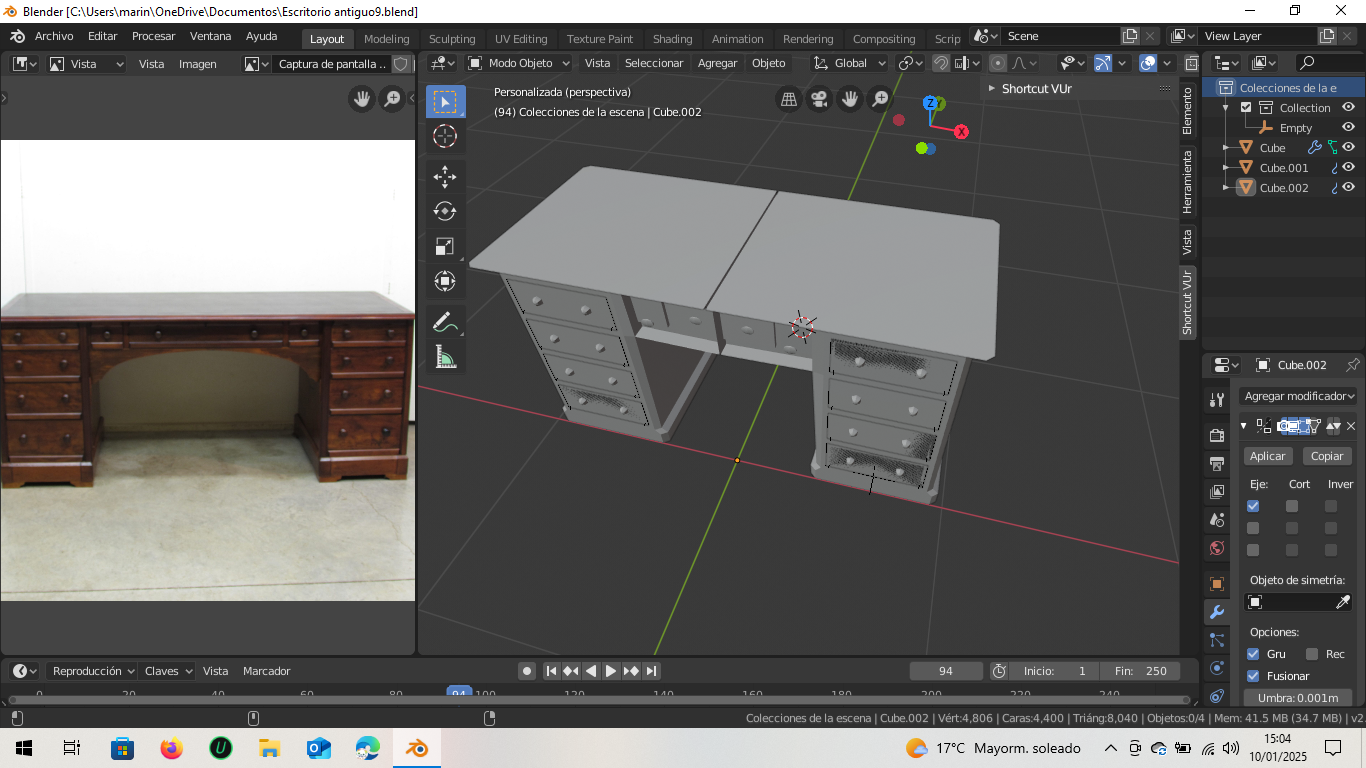 Blender [C:\Users\marin\OneDrive\Documentos\Escritorio antiguo9.blend]
Archivo Editar Procesar Ventana Ayuda
Layout Modeling Sculpting UV Editing Texture Paint Shading Animation Rendering Compositing Scrip
Scene View Layer
Vista Vista Imagen Captura de pantalla ..
Modo Objeto Vista Seleccionar Agregar Objeto Global
Personalizada (perspectiva)
(94) Colecciones de la escena | Cube.002
Shortcut VUr
Z
Y
X
Elemento
Herramienta
Vista
Shortcut VUr
Colecciones de la e
Collection
Empty
Cube
Cube.001
Cube.002
Cube.002
Agregar modificador
Aplicar Copiar
Eje: Cort Inver
Objeto de simetría:
Opciones:
Gru Rec
Fusionar
Umbra: 0.001m
Reproducción Claves Vista Marcador
94 Inicio: 1 Fin: 250
0 20 40 60 80 94 100 120 140 160 180 200 220 240
Colecciones de la escena | Cube.002 | Vért:4,806 | Caras:4,400 | Triáng:8,040 | Objetos:0/4 | Mem: 41.5 MB (34.7 MB) | v2.
17°C Mayorm. soleado
15:04
10/01/2025